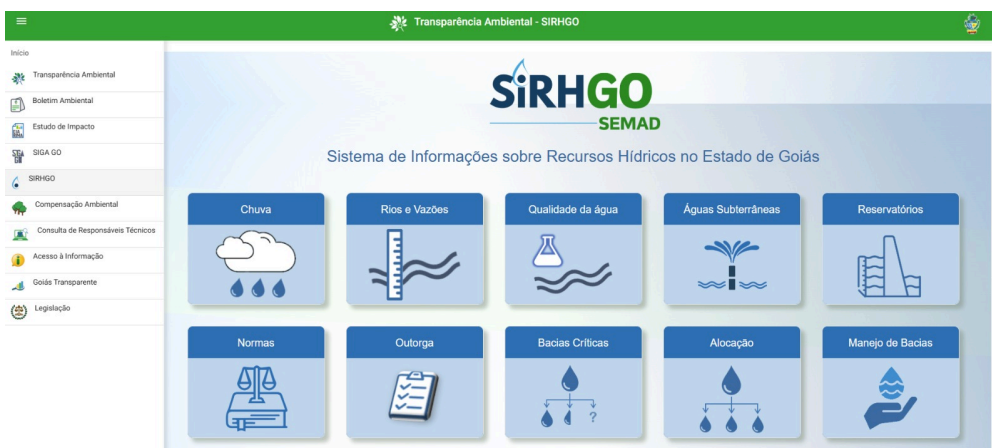 Transparência Ambiental - SIRHGO
Início
Transparência Ambiental
Boletim Ambiental
Estudo de Impacto
SIGA GO
SIRHGO
Compensação Ambiental
Consulta de Responsáveis Técnicos
Acesso à Informação
Goiás Transparente
Legislação
SiRHGO
SEMAD
Sistema de Informações sobre Recursos Hídricos no Estado de Goiás
Chuva
Rios e Vazões
Qualidade da água
Águas Subterrâneas
Reservatórios
Normas
Outorga
Bacias Críticas
Alocação
Manejo de Bacias
?